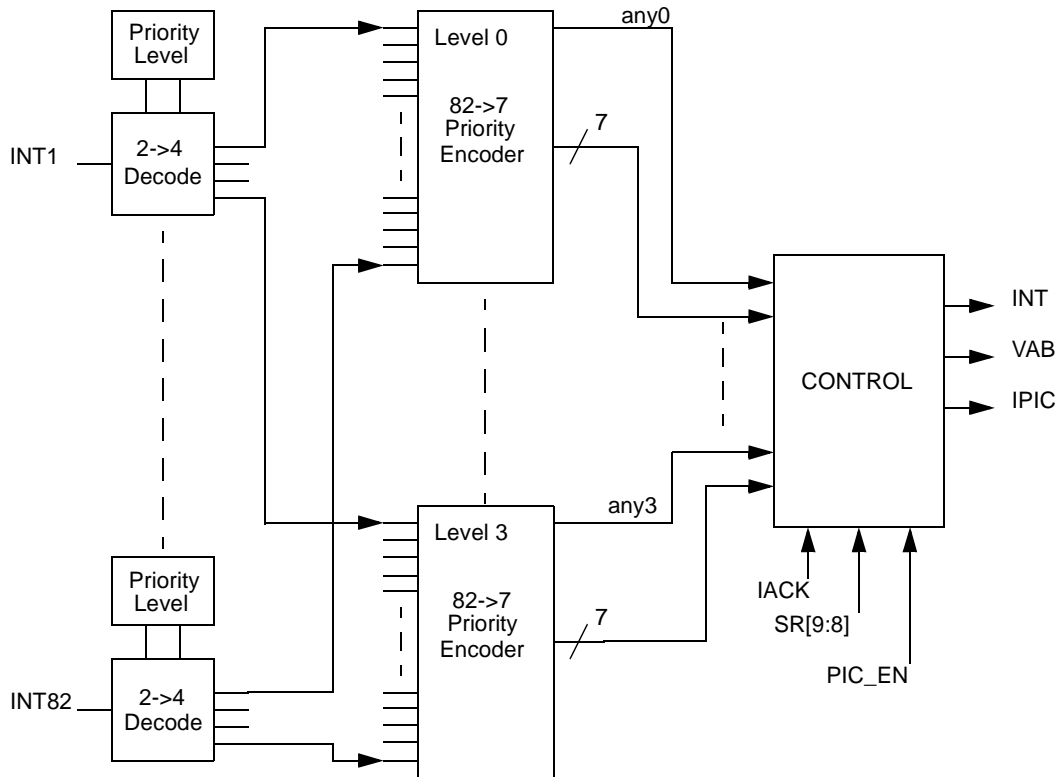 Priority
Level
INT1
2->4
Decode
Level 0
82->7
Priority
Encoder
any0
7
CONTROL
INT
VAB
IPIC
Level 3
82->7
Priority
Encoder
any3
7
IACK
SR[9:8]
PIC_EN
Priority
Level
INT82
2->4
Decode